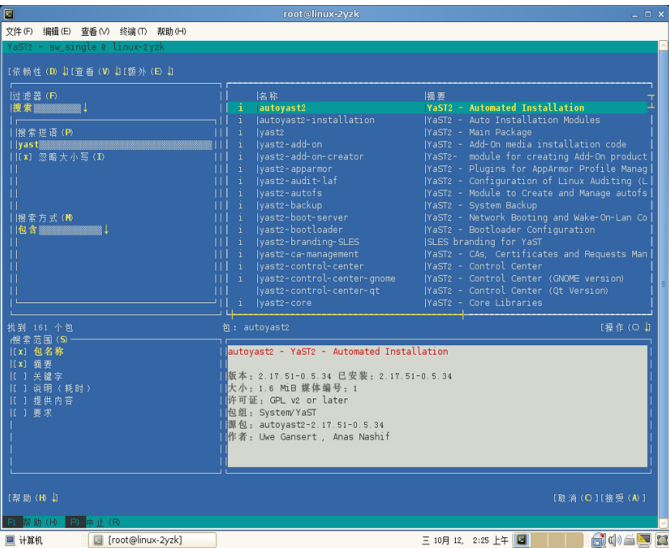 root@linux-2yzk
文件(F) 编辑(E) 查看(V) 终端(T) 帮助(H)
YaST2 - sw_single @ linux-2yzk
[依赖性(D)↓][查看(V)↓][额外(E)↓]
过滤器(F)
搜索
搜索短语(P)
yast
[x] 忽略大小写(I)
搜索方式(M)
包含
名称 摘要
i autoyast2 YaST2 - Automated Installation
i autoyast2-installation YaST2 - Auto Installation Modules
i yast2 YaST2 - Main Package
i yast2-add-on YaST2 - Add-On media installation code
i yast2-add-on-creator YaST2- module for creating Add-On product
i yast2-apparmor YaST2 - Plugins for AppArmor Profile Manag
i yast2-audit-laf YaST2 - Configuration of Linux Auditing (L
i yast2-autofs YaST2 - Module to Create and Manage autofs
i yast2-backup YaST2 - System Backup
i yast2-boot-server YaST2 - Network Booting and Wake-On-Lan Co
i yast2-bootloader YaST2 - Bootloader Configuration
i yast2-branding-SLES SLES branding for YaST
i yast2-ca-management YaST2 - CAs, Certificates and Requests Man
i yast2-control-center YaST2 - Control Center
i yast2-control-center-gnome YaST2 - Control Center (GNOME version)
yast2-control-center-qt YaST2 - Control Center (Qt Version)
i yast2-core YaST2 - Core Libraries
找到 161 个包
包: autoyast2 [操作(O)↓]
搜索范围(S)
[x] 包名称
[x] 摘要
[ ] 关键字
[ ] 说明(耗时)
[ ] 提供内容
[ ] 要求
autoyast2 - YaST2 - Automated Installation
版本: 2.17.51-0.5.34 已安装: 2.17.51-0.5.34
大小: 1.6 MiB 媒体编号: 1
许可证: GPL v2 or later
包组: System/YaST
源包: autoyast2-2.17.51-0.5.34
作者: Uwe Gansert , Anas Nashif
[帮助(H)↓] [取消(C)][接受(A)]
F1 帮助(H) F9 中止(R)
计算机 [root@linux-2yzk] 三 10月 12, 2:25 上午